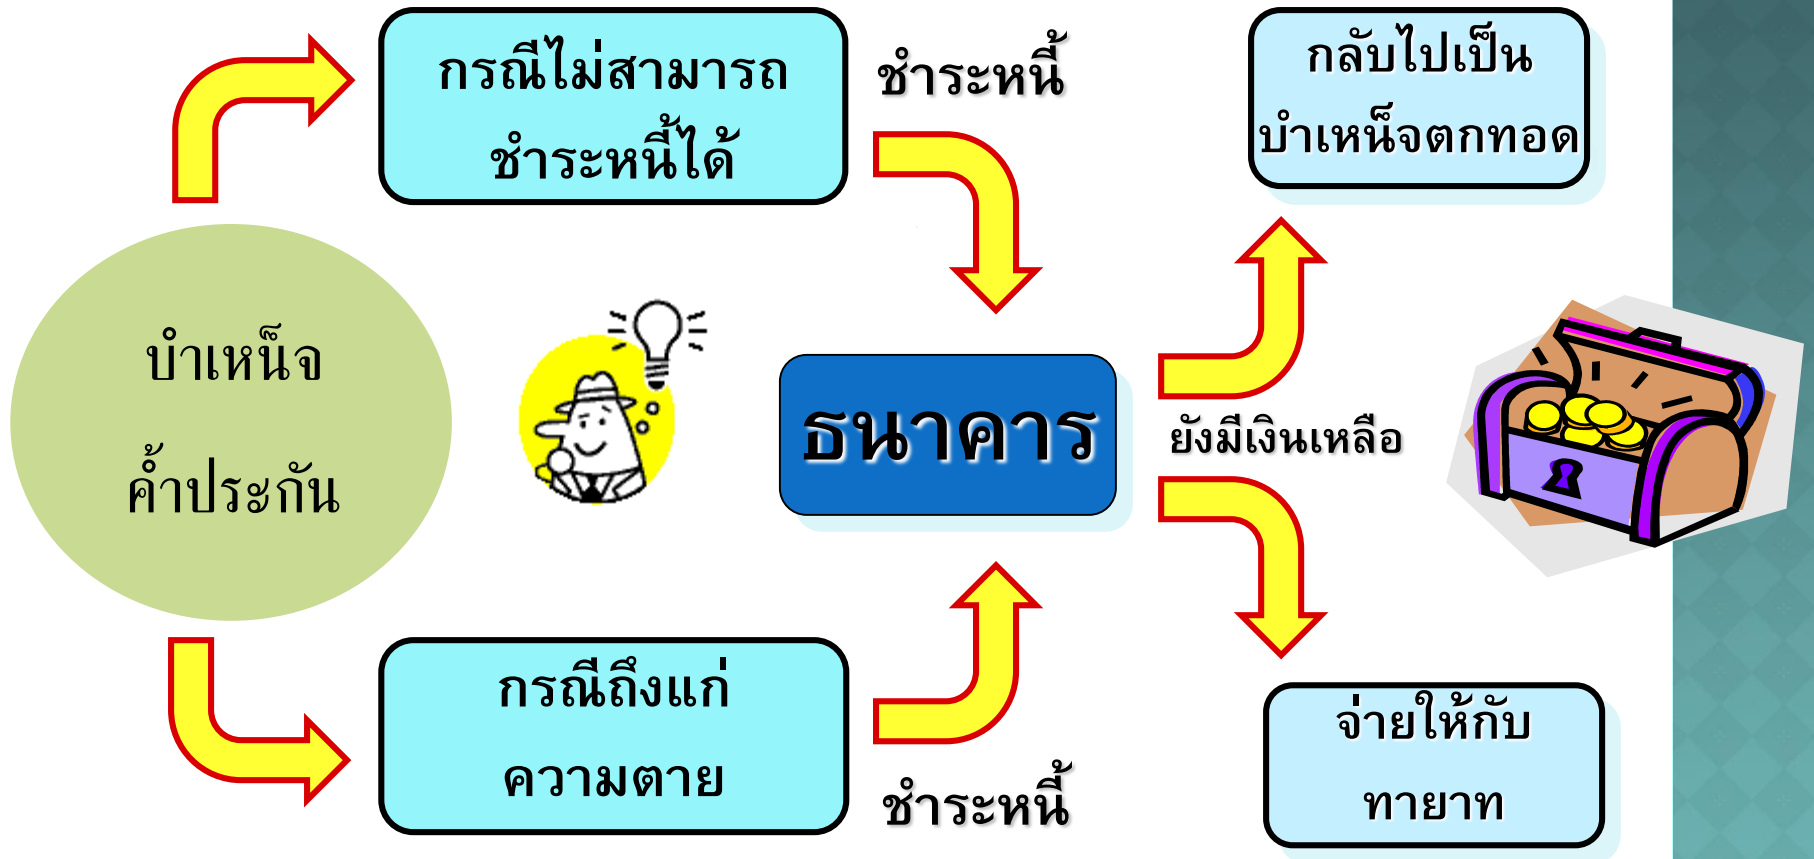 กรณีไม่สามารถ
ชำระหนี้ได้
ชำระหนี้
กลับไปเป็น
บำเหน็จตกทอด
บำเหน็จ
ค้ำประกัน
ธนาคาร
ยังมีเงินเหลือ
กรณีถึงแก่
ความตาย
ชำระหนี้
จ่ายให้กับ
ทายาท